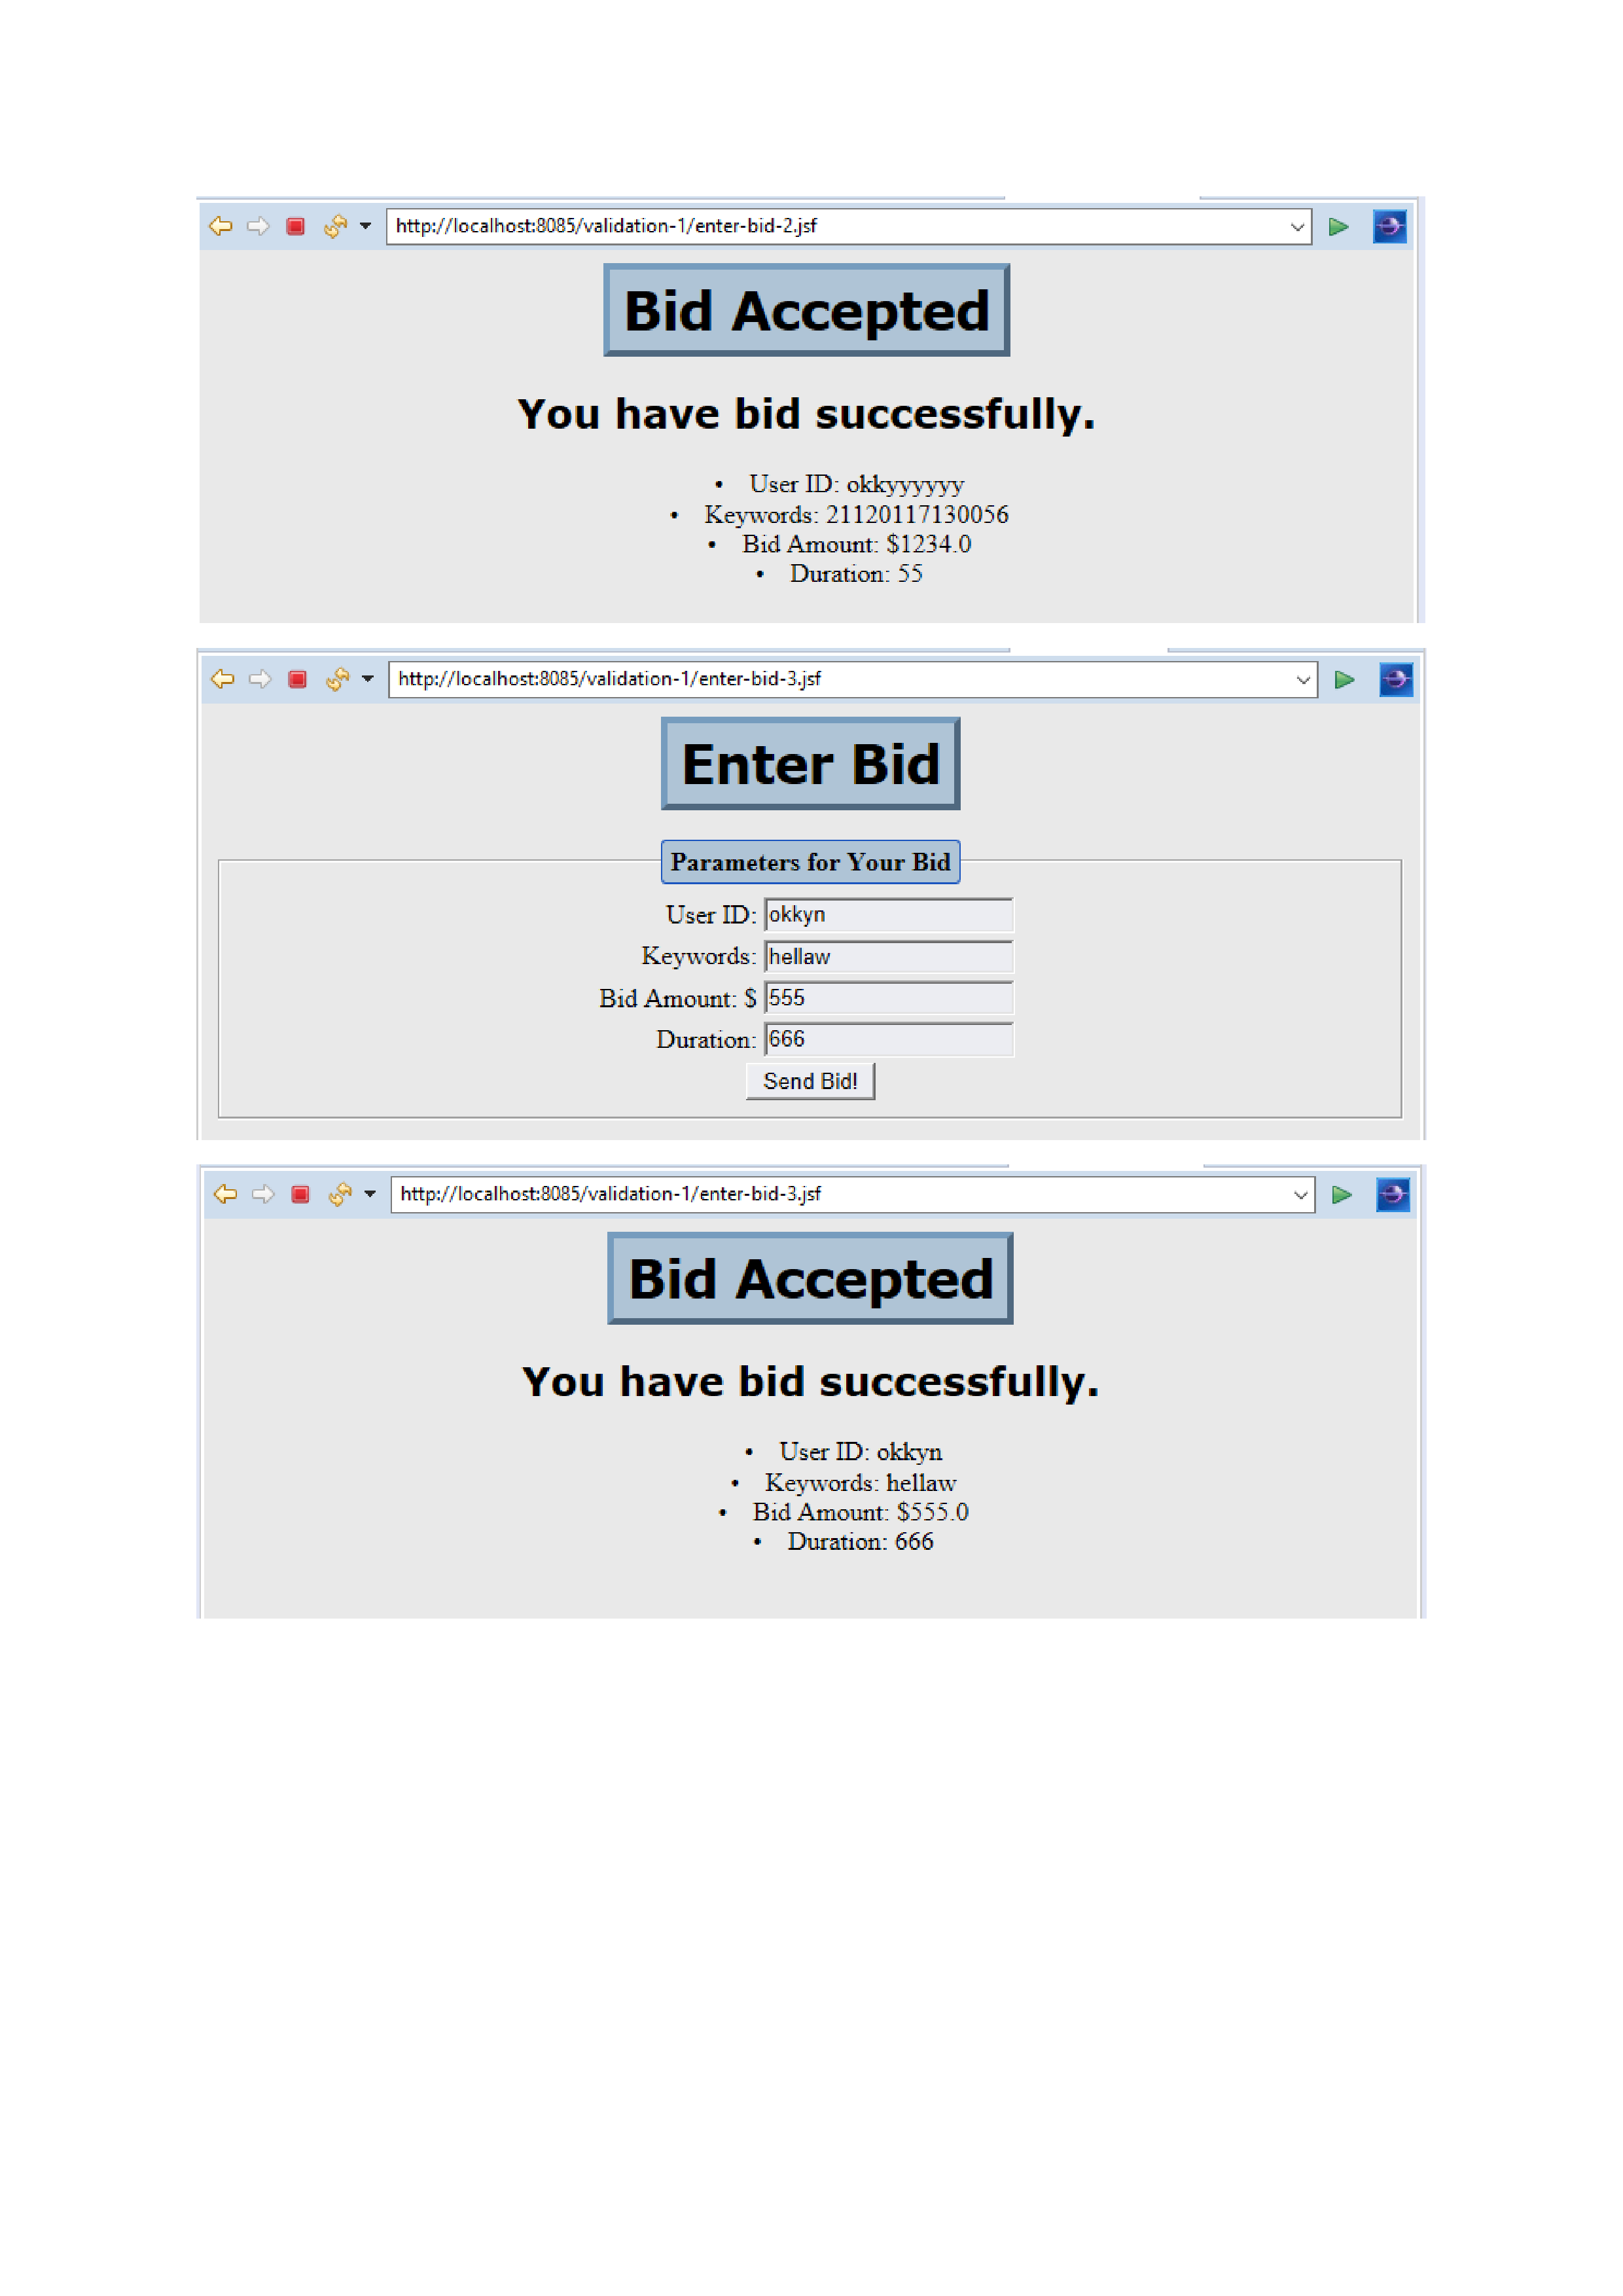 http://localhost:8085/validation-1/enter-bid-2.jsf
Bid Accepted
You have bid successfully.
• User ID: okkyyyyyy
• Keywords: 21120117130056
• Bid Amount: $1234.0
• Duration: 55
http://localhost:8085/validation-1/enter-bid-3.jsf
Enter Bid
Parameters for Your Bid
User ID: okkyn
Keywords: hellaw
Bid Amount: $ 555
Duration: 666
Send Bid!
http://localhost:8085/validation-1/enter-bid-3.jsf
Bid Accepted
You have bid successfully.
• User ID: okkyn
• Keywords: hellaw
• Bid Amount: $555.0
• Duration: 666